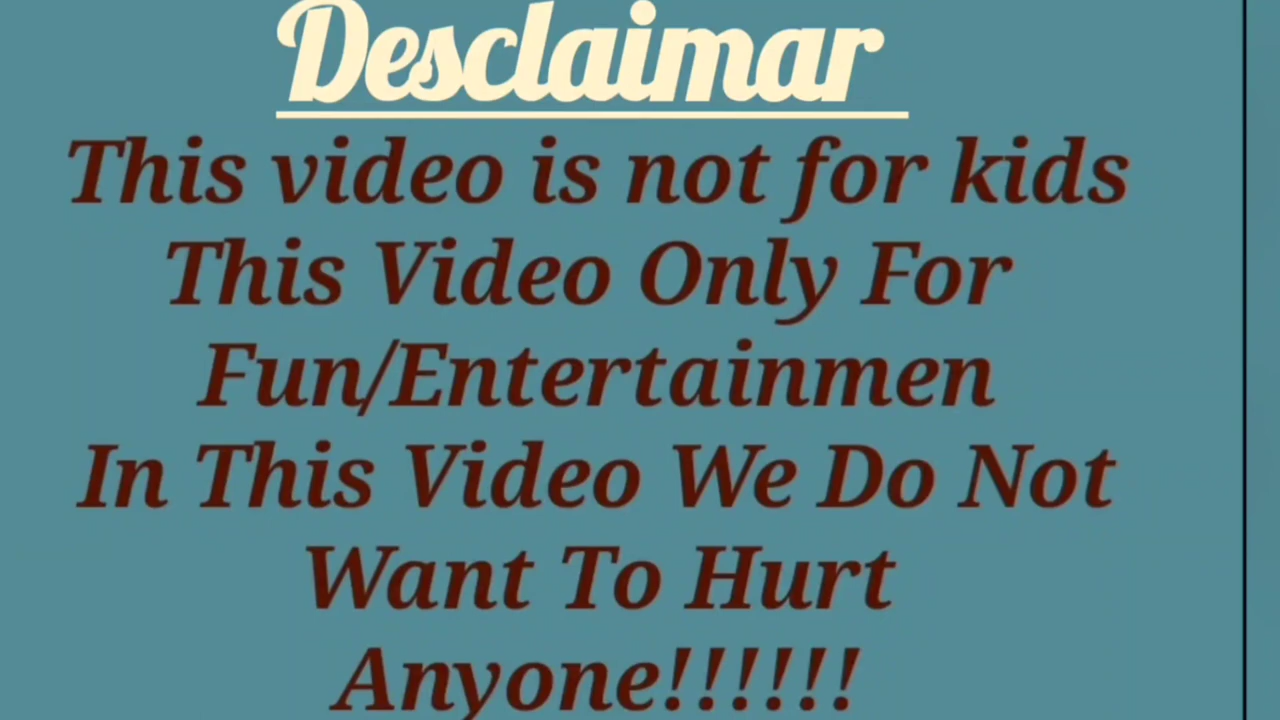 Desclaimar
This video is not for kids
This Video Only For
Fun/Entertainmen
In This Video We Do Not
Want To Hurt
Anyone!!!!!!